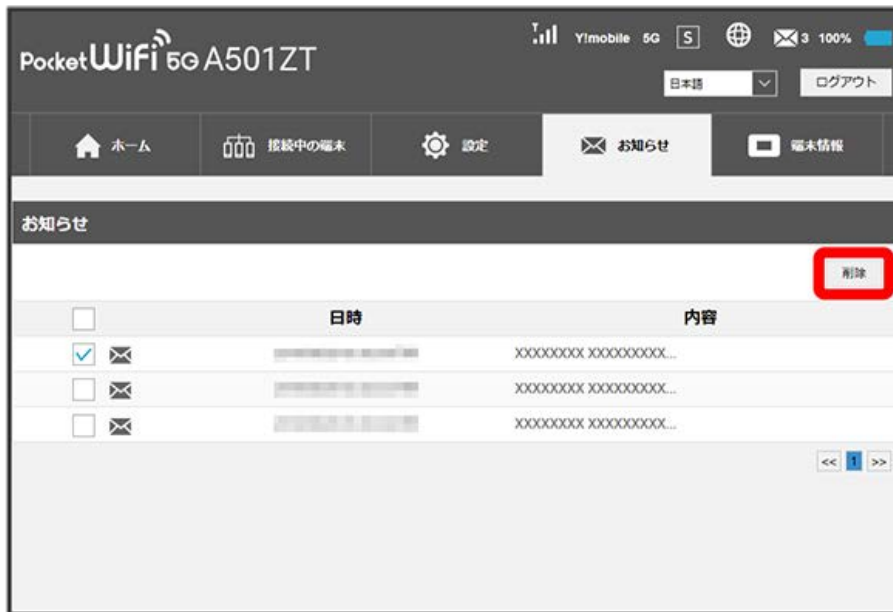 Y!mobile 5G S 3 100%
Pocket WiFi 5G A501ZT
日本語 ログアウト
ホーム 接続中の端末 設定 お知らせ 端末情報
お知らせ
削除
日時 内容
XXXXXXXX XXXXXXXXX...
XXXXXXXX XXXXXXXXX...
XXXXXXXX XXXXXXXXX...
<< 1 >>